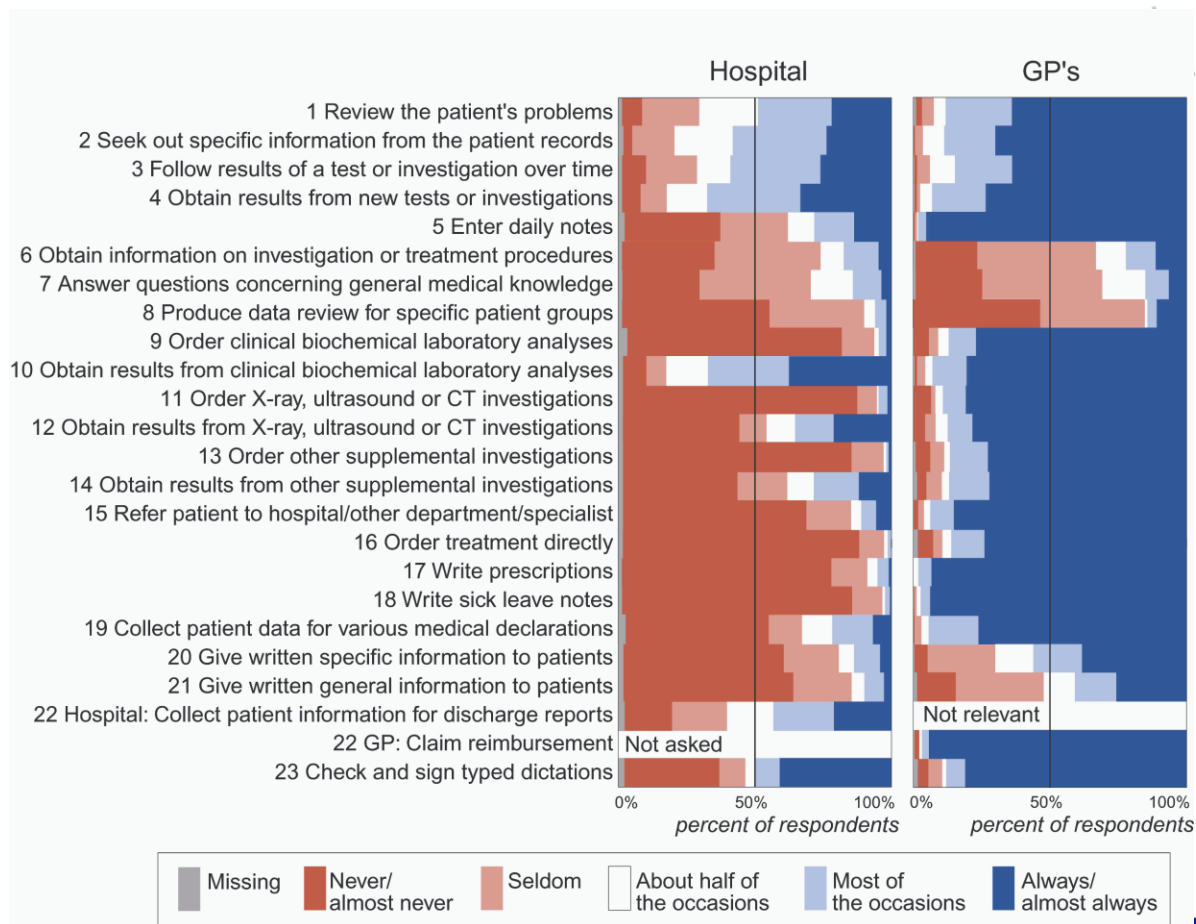 Hospital GP's
1 Review the patient's problems
2 Seek out specific information from the patient records
3 Follow results of a test or investigation over time
4 Obtain results from new tests or investigations
5 Enter daily notes
6 Obtain information on investigation or treatment procedures
7 Answer questions concerning general medical knowledge
8 Produce data review for specific patient groups
9 Order clinical biochemical laboratory analyses
10 Obtain results from clinical biochemical laboratory analyses
11 Order X-ray, ultrasound or CT investigations
12 Obtain results from X-ray, ultrasound or CT investigations
13 Order other supplemental investigations
14 Obtain results from other supplemental investigations
15 Refer patient to hospital/other department/specialist
16 Order treatment directly
17 Write prescriptions
18 Write sick leave notes
19 Collect patient data for various medical declarations
20 Give written specific information to patients
21 Give written general information to patients
22 Hospital: Collect patient information for discharge reports Not relevant
22 GP: Claim reimbursement Not asked
23 Check and sign typed dictations
0% 50% 100% 0% 50% 100%
percent of respondents percent of respondents
Missing Never/ Seldom About half of Most of Always/
almost never the occasions the occasions almost always